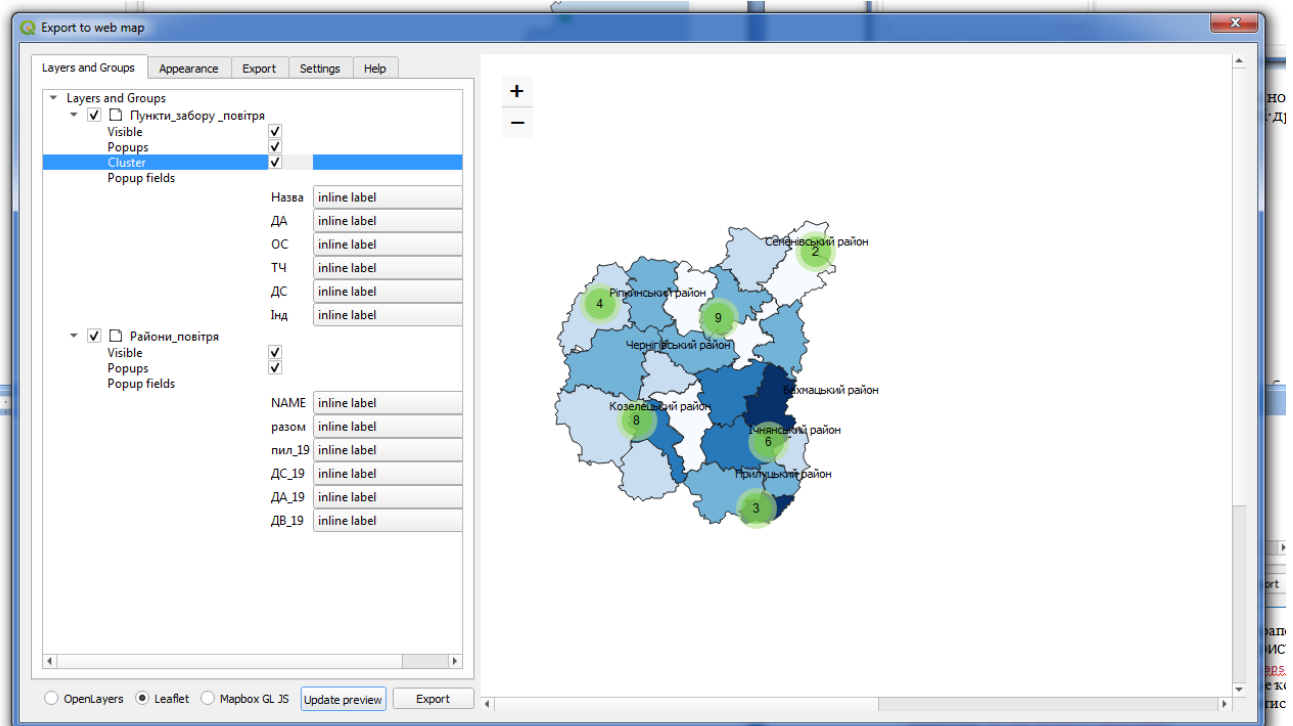 Export to web map
Layers and Groups Appearance Export Settings Help
Layers and Groups
Пункти_забору_повітря
Visible
Popups
Cluster
Popup fields
Назва inline label
ДА inline label
ОС inline label
ТЧ inline label
ДС inline label
Інд inline label
Райони_повітря
Visible
Popups
Popup fields
NAME inline label
разом inline label
пил_19 inline label
ДС_19 inline label
ДА_19 inline label
ДВ_19 inline label
OpenLayers Leaflet Mapbox GL JS Update preview Export
+
−
Семенівський район
2
Ріпкинський район
4
9
Чернігівський район
Бахмацький район
Козелецький район
8
Ічнянський район
6
Прилуцький район
3